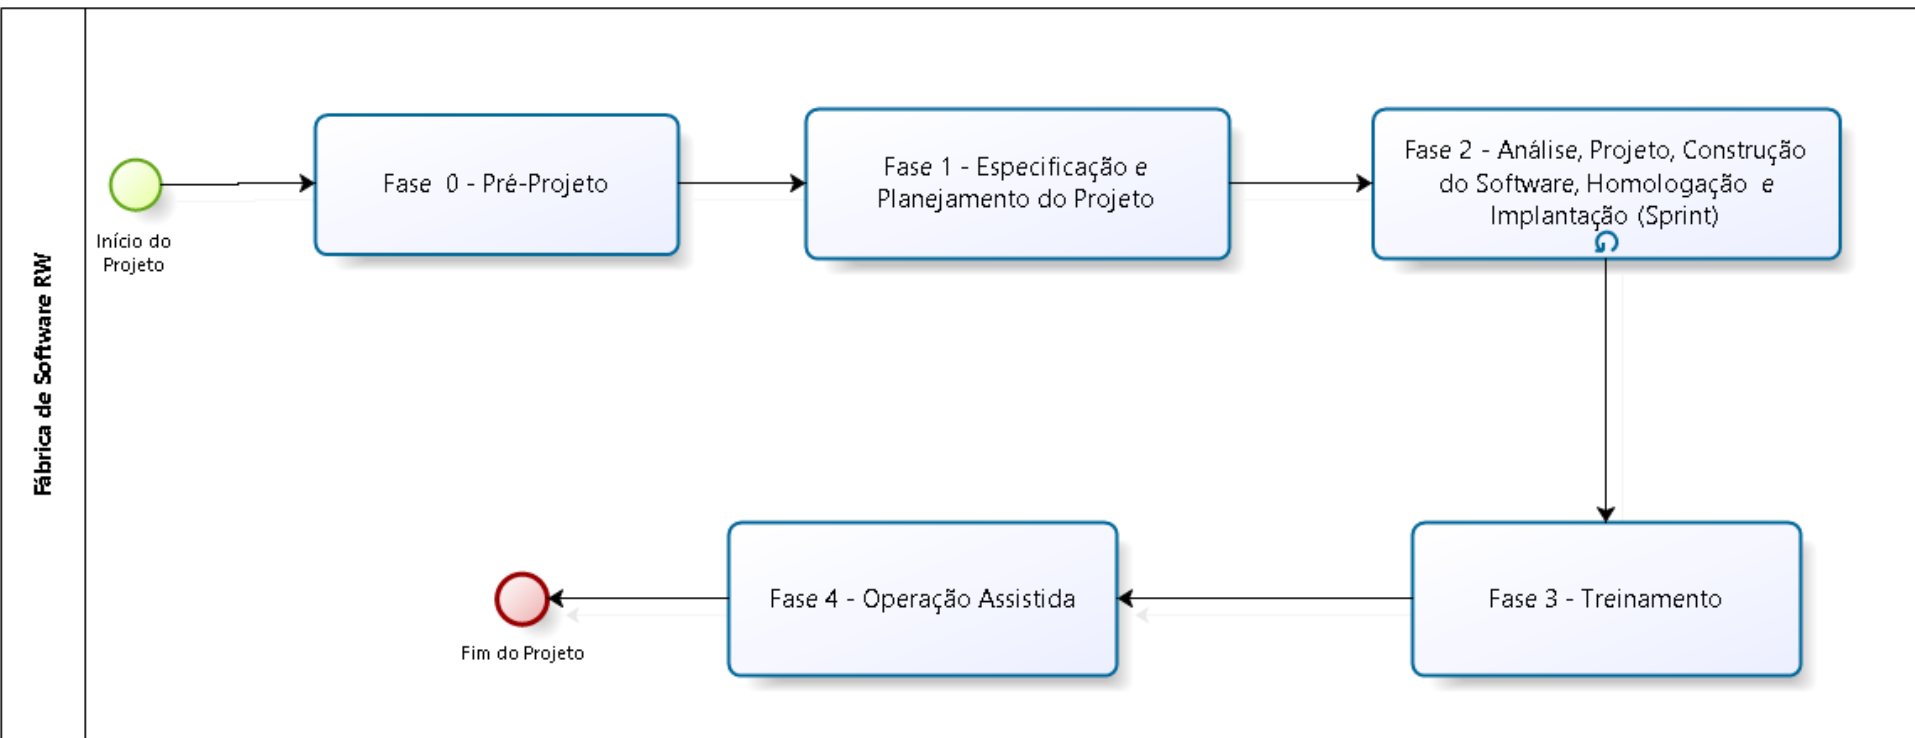 Fábrica de Software RW
Início do
Projeto
Fase 0 - Pré-Projeto
Fase 1 - Especificação e
Planejamento do Projeto
Fase 2 - Análise, Projeto, Construção
do Software, Homologação e
Implantação (Sprint)
Fase 3 - Treinamento
Fase 4 - Operação Assistida
Fim do Projeto